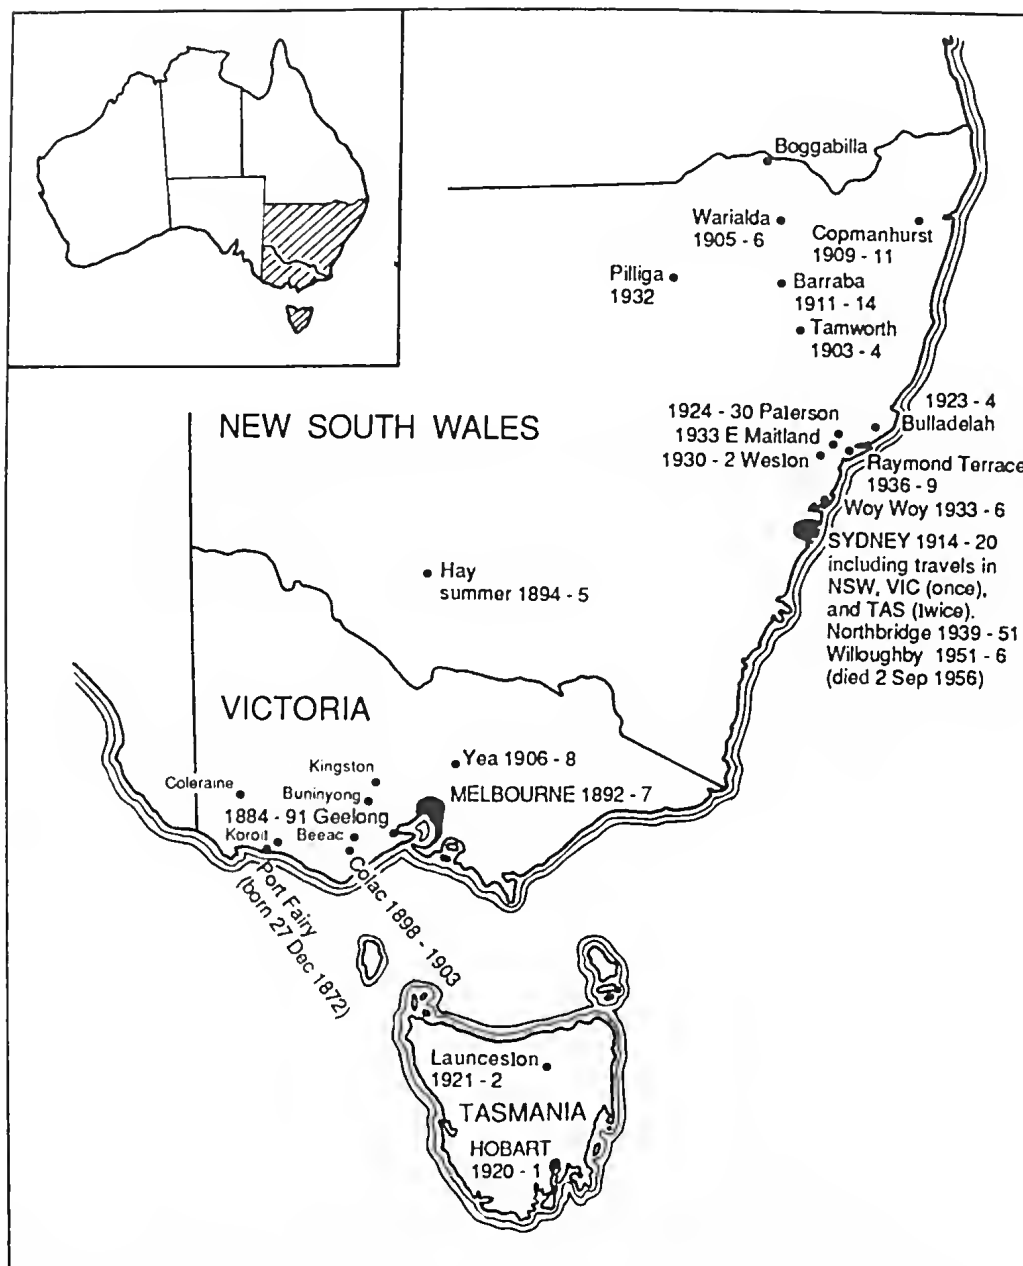 Boggabilla
Warialda
1905 - 6
Copmanhurst
1909 - 11
Pilliga
1932
Barraba
1911 - 14
Tamworth
1903 - 4
NEW SOUTH WALES
1923 - 4
Bulladelah
1924 - 30 Paterson
1933 E Maitland
1930 - 2 Weston
Raymond Terrace
1936 - 9
Woy Woy 1933 - 6
SYDNEY 1914 - 20
including travels in
NSW, VIC (once),
and TAS (twice).
Northbridge 1939 - 51
Willoughby 1951 - 6
(died 2 Sep 1956)
Hay
summer 1894 - 5
VICTORIA
Yea 1906 - 8
Kingston
Coleraine
Buninyong
MELBOURNE 1892 - 7
1884 - 91 Geelong
Koroit
Beeac
Port Fairy
(born 27 Dec 1872)
Colac 1898 - 1903
Launceston
1921 - 2
TASMANIA
HOBART
1920 - 1